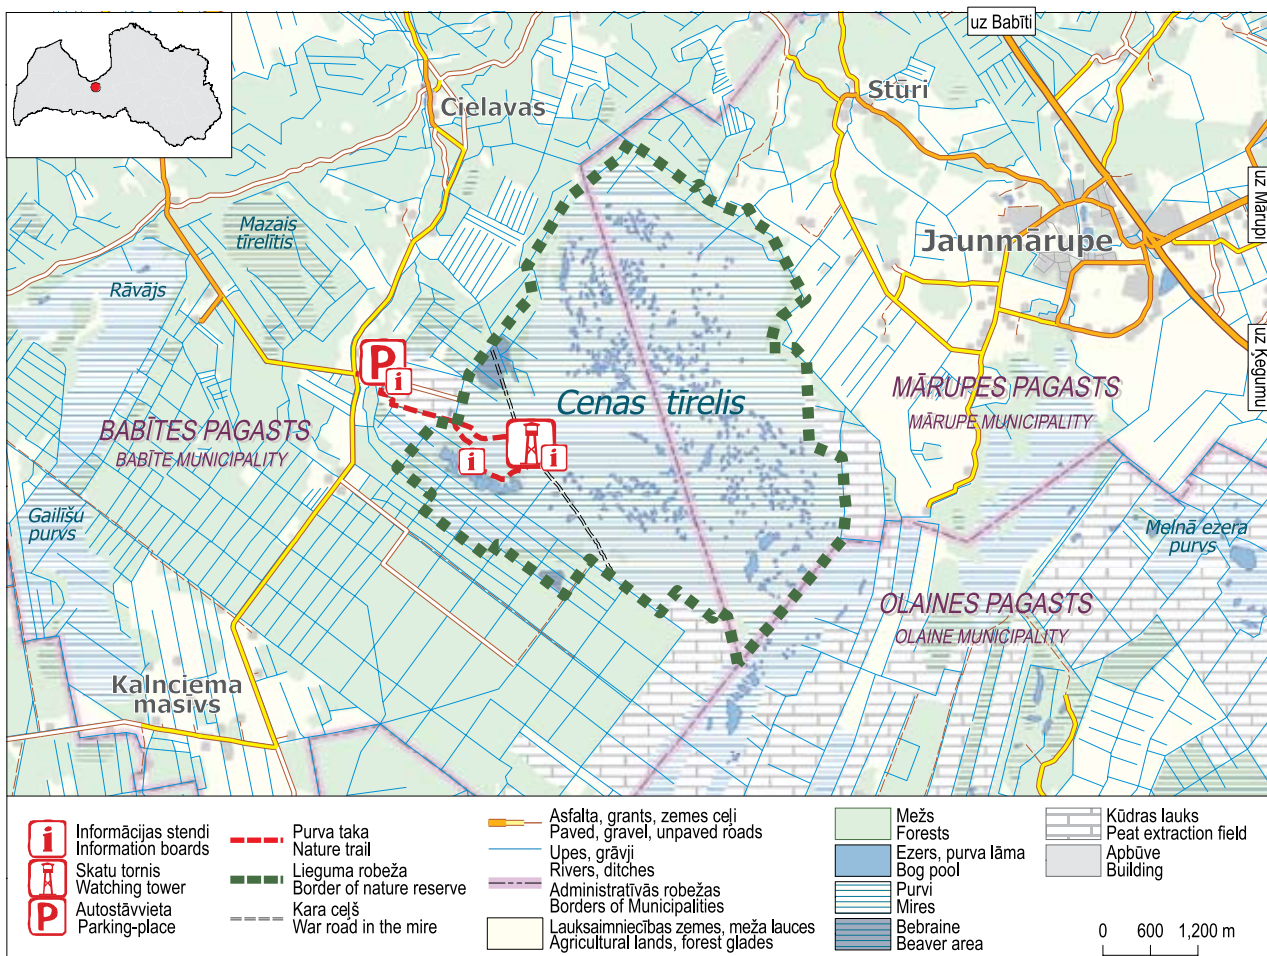 uz Babīti
Stūri
Cielavas
uz Mārupi
Mazais
tīrelītis
Jaunmārupe
Rāvājs
uz Ķegumu
P
i
Cenas tīrelis
MĀRUPES PAGASTS
MĀRUPE MUNICIPALITY
BABĪTES PAGASTS
BABĪTE MUNICIPALITY
i
i
Gailīšu
purvs
Melnā ezera
purvs
OLAINES PAGASTS
OLAINE MUNICIPALITY
Kalnciema
masīvs
i
Informācijas stendi
Information boards
Skatu tornis
Watching tower
P
Autostāvvieta
Parking-place
Purva taka
Nature trail
Lieguma robeža
Border of nature reserve
Kara ceļš
War road in the mire
Asfalta, grants, zemes ceļi
Paved, gravel, unpaved roads
Upes, grāvji
Rivers, ditches
Administratīvās robežas
Borders of Municipalities
Lauksaimniecības zemes, meža lauces
Agricultural lands, forest glades
Mežs
Forests
Ezers, purva lāma
Bog pool
Purvi
Mires
Bebraine
Beaver area
Kūdras lauks
Peat extraction field
Apbūve
Building
0 600 1,200 m